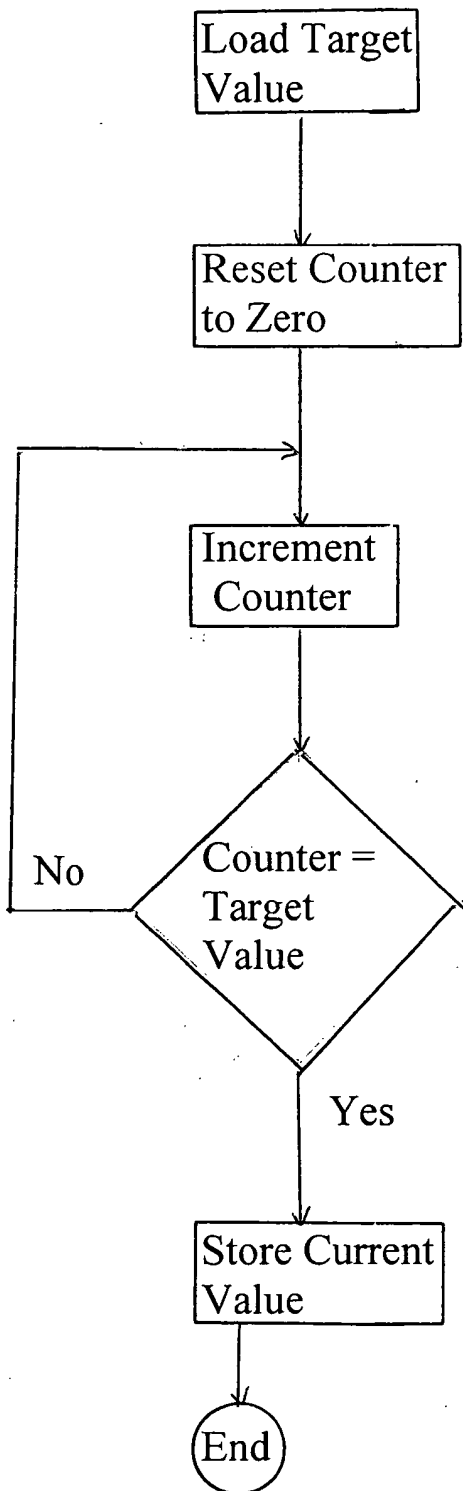 Load Target
Value
Reset Counter
to Zero
Increment
Counter
Counter =
Target
Value
No
Yes
Store Current
Value
End